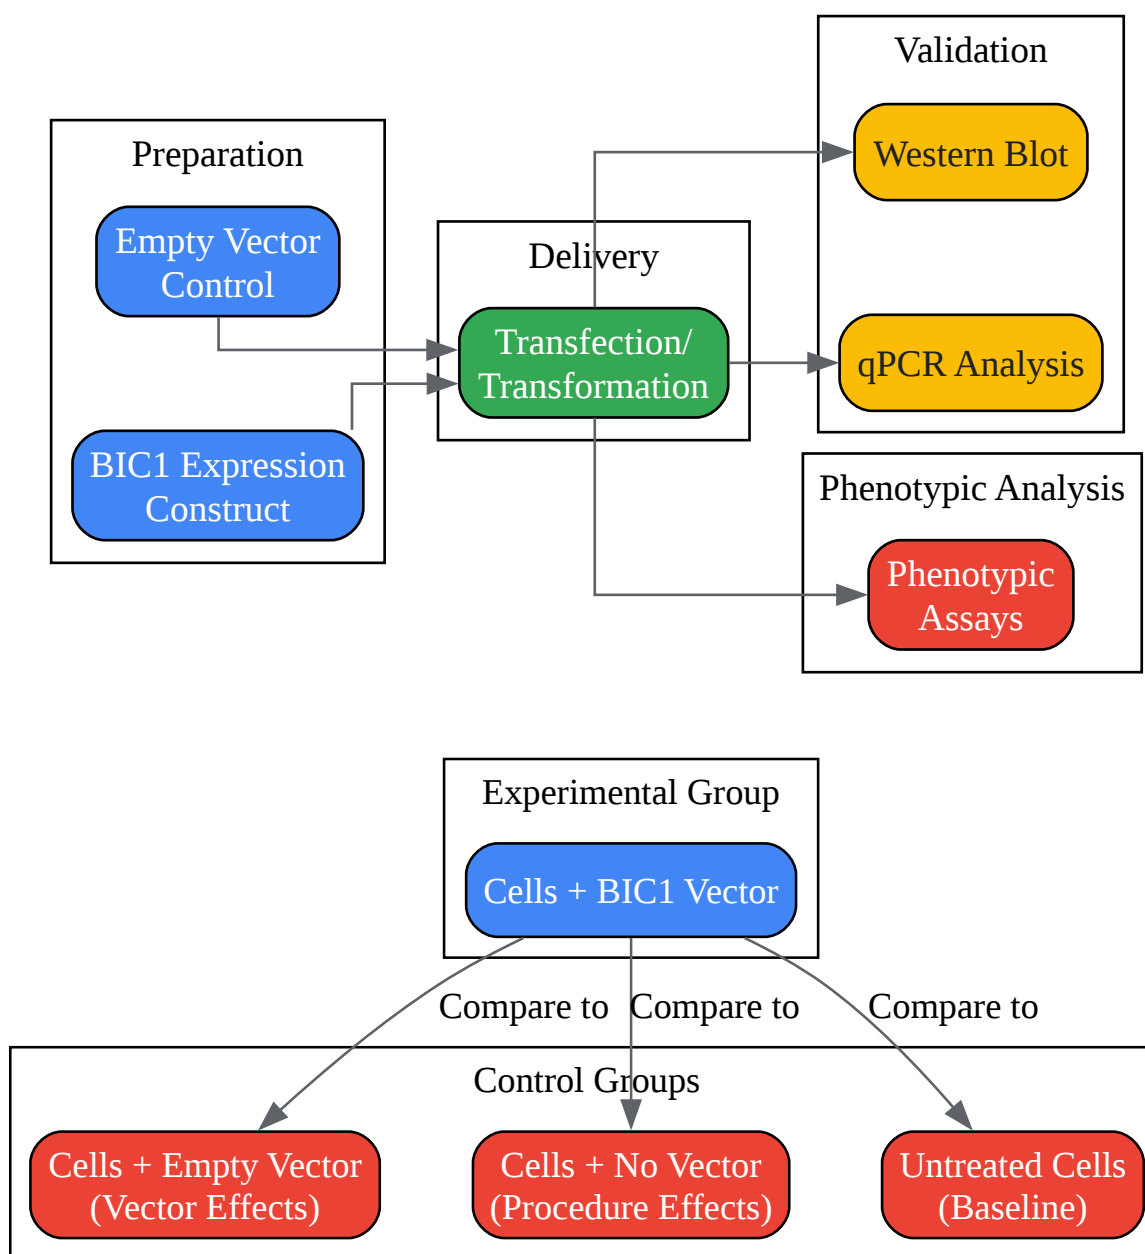 Validation
Western Blot
Preparation
Empty Vector
Control
Delivery
Transfection/
Transformation
qPCR Analysis
BIC1 Expression
Construct
Phenotypic Analysis
Phenotypic
Assays
Experimental Group
Cells + BIC1 Vector
Compare to
Compare to
Compare to
Control Groups
Cells + Empty Vector
(Vector Effects)
Cells + No Vector
(Procedure Effects)
Untreated Cells
(Baseline)